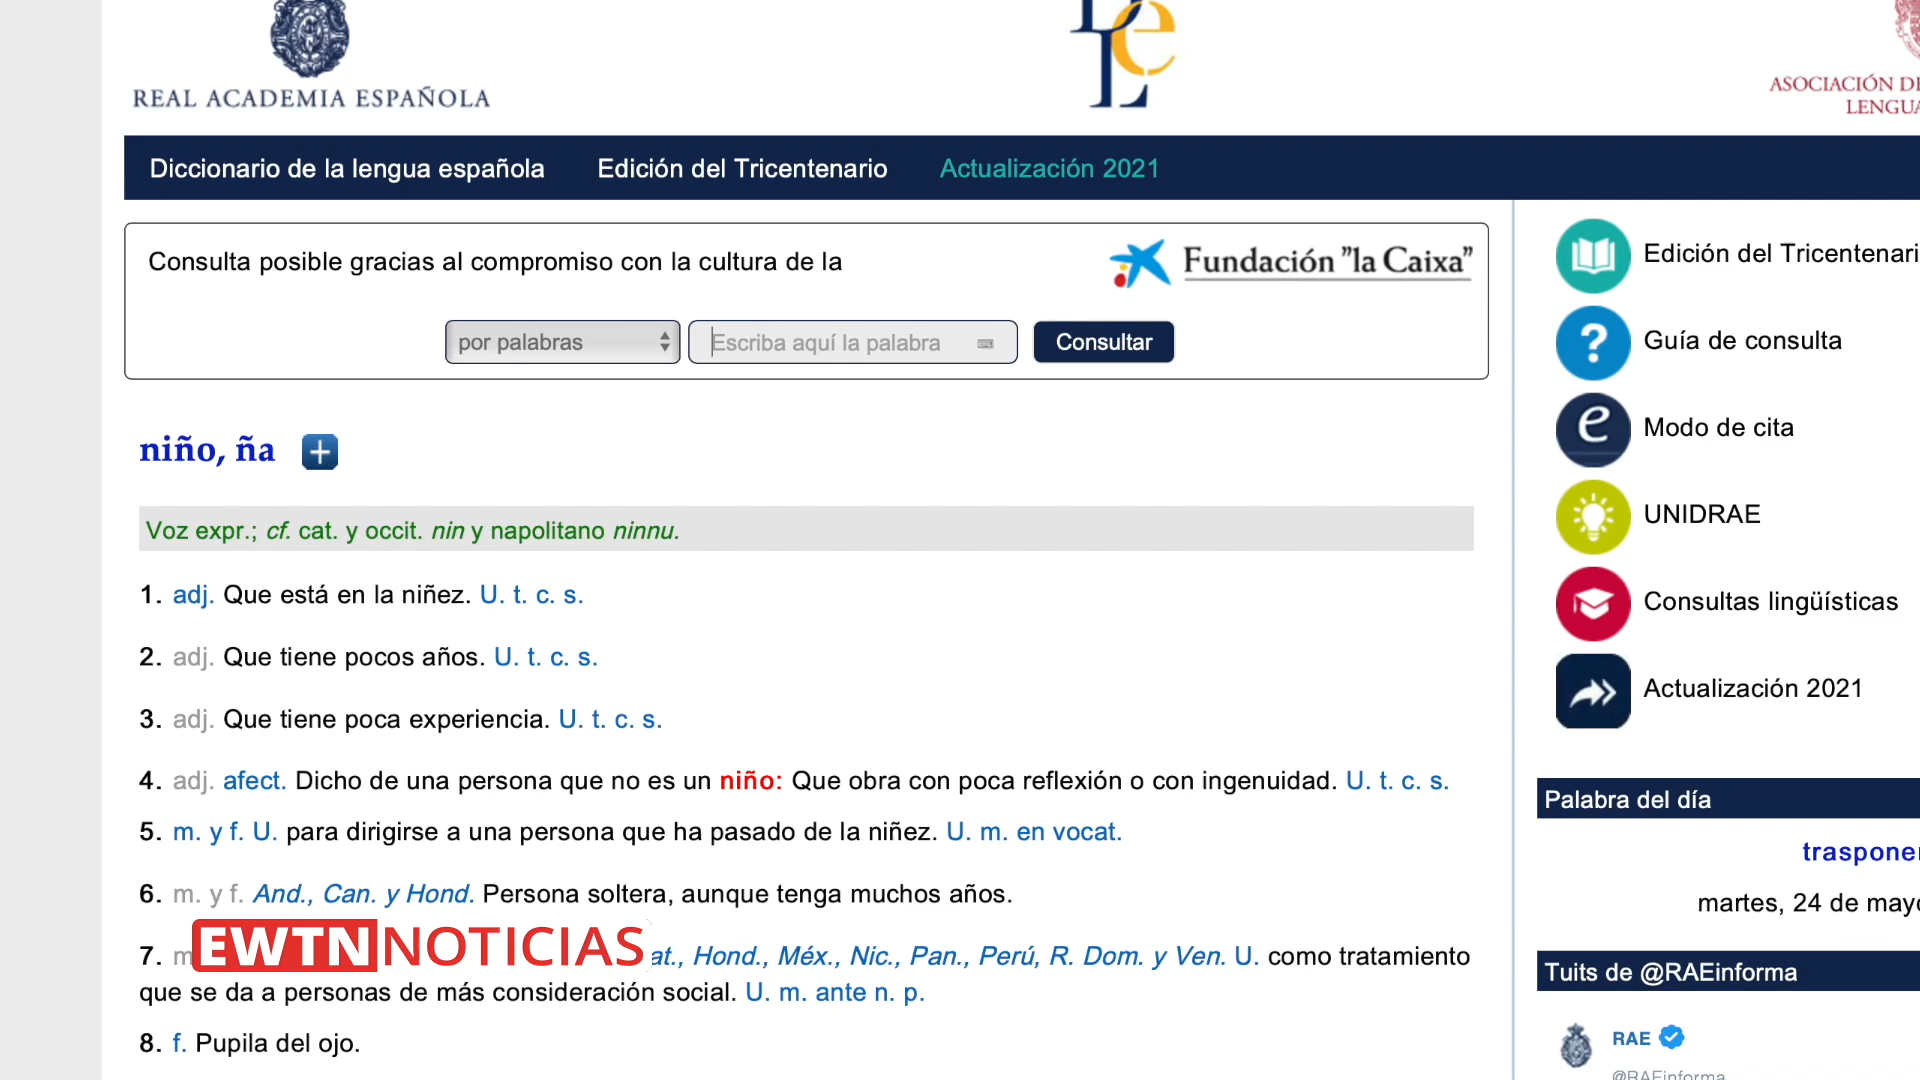 REAL ACADEMIA ESPAÑOLA
ASOCIACIÓN
LENGUA
Diccionario de la lengua española Edición del Tricentenario Actualización 2021
Consulta posible gracias al compromiso con la cultura de la
Fundación "la Caixa"
por palabras Escriba aquí la palabra Consultar
niño, ña
Voz expr.; cf. cat. y occit. nin y napolitano ninnu.
1. adj. Que está en la niñez. U. t. c. s.
2. adj. Que tiene pocos años. U. t. c. s.
3. adj. Que tiene poca experiencia. U. t. c. s.
4. adj. afect. Dicho de una persona que no es un niño: Que obra con poca reflexión o con ingenuidad. U. t. c. s.
5. m. y f. U. para dirigirse a una persona que ha pasado de la niñez. U. m. en vocat.
6. m. y f. And., Can. y Hond. Persona soltera, aunque tenga muchos años.
7. m at., Hond., Méx., Nic., Pan., Perú, R. Dom. y Ven. U. como tratamiento
que se da a personas de más consideración social. U. m. ante n. p.
8. f. Pupila del ojo.
EWTN NOTICIAS
Edición del Tricentenari
Guía de consulta
Modo de cita
UNIDRAE
Consultas lingüísticas
Actualización 2021
Palabra del día
trasponer
martes, 24 de mayo
Tuits de @RAEinforma
RAE
@RAEinforma